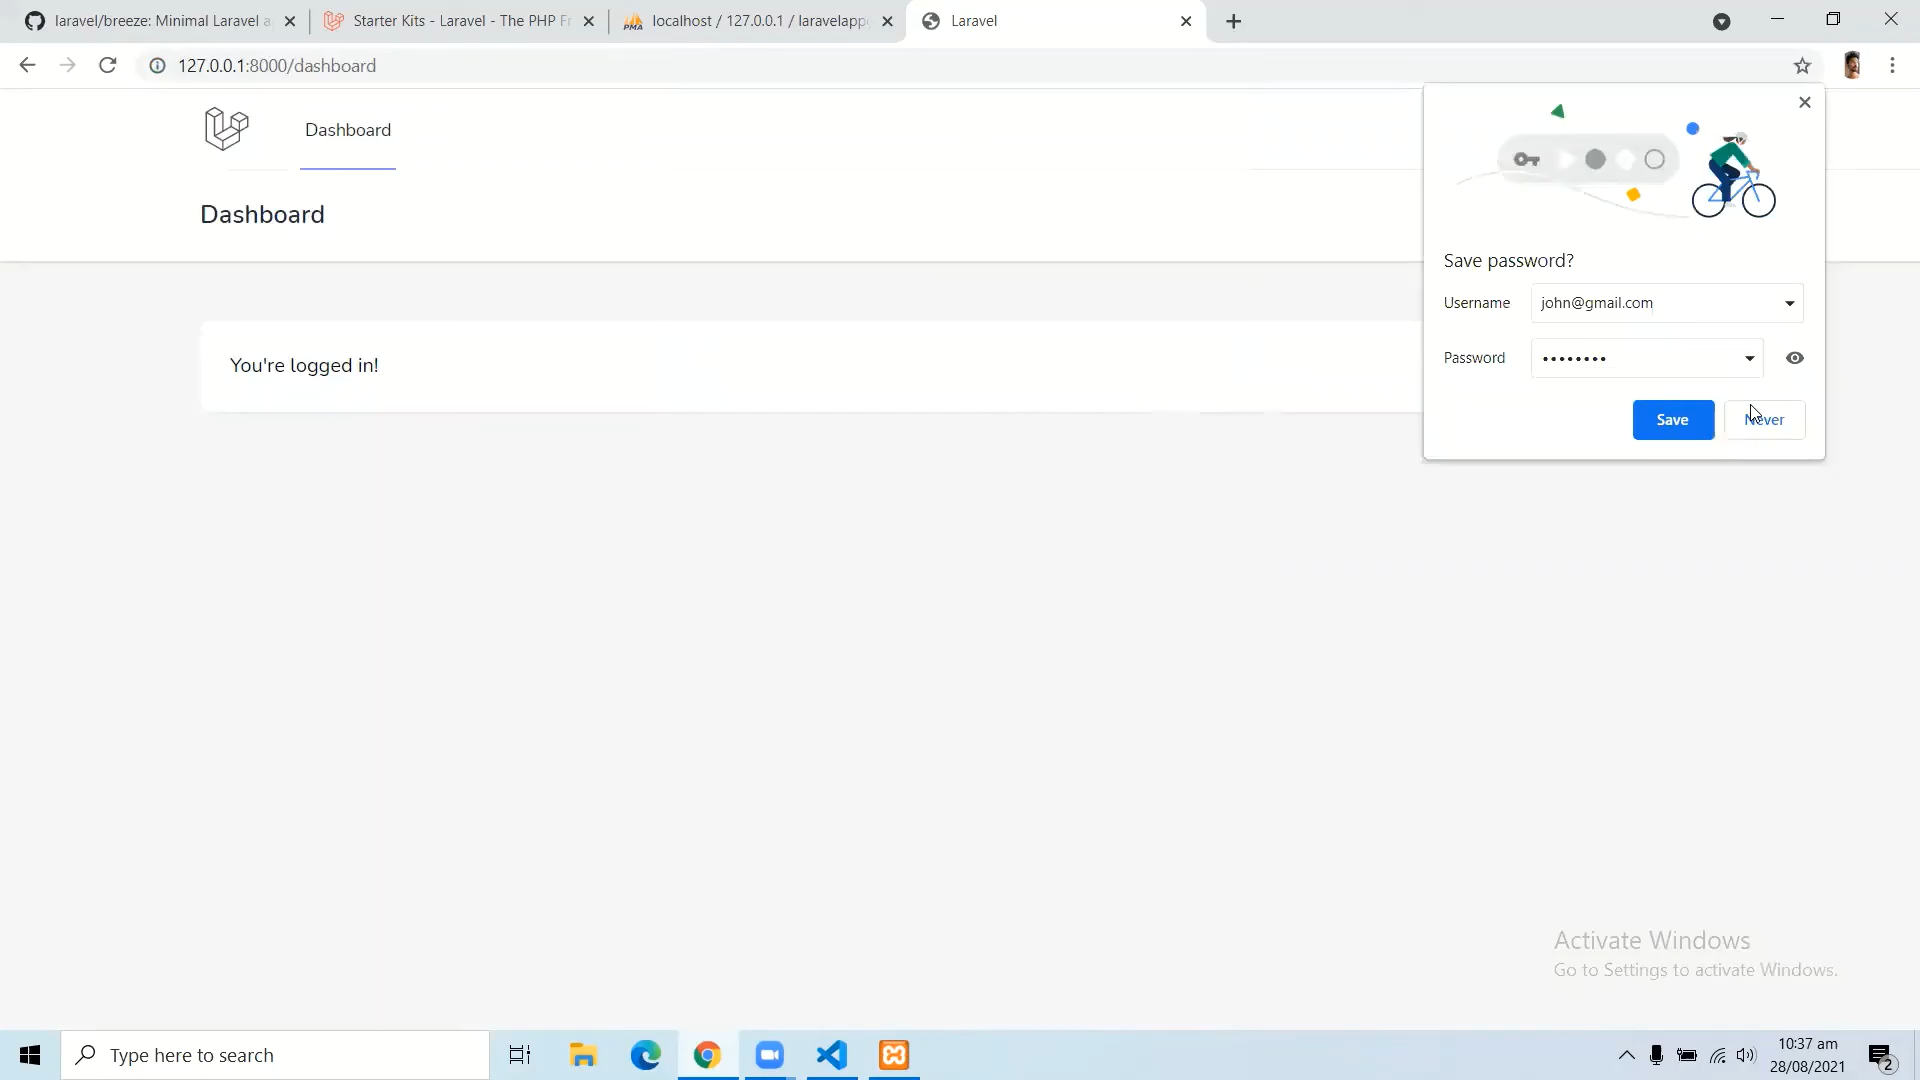 laravel/breeze: Minimal Laravel a
Starter Kits - Laravel - The PHP Fr
PMA
localhost / 127.0.0.1 / laravelapp
Laravel
127.0.0.1:8000/dashboard
Dashboard
Dashboard
You're logged in!
Save password?
Username
john@gmail.com
Password
Save
Never
Activate Windows
Go to Settings to activate Windows.
Type here to search
10:37 am
28/08/2021
2